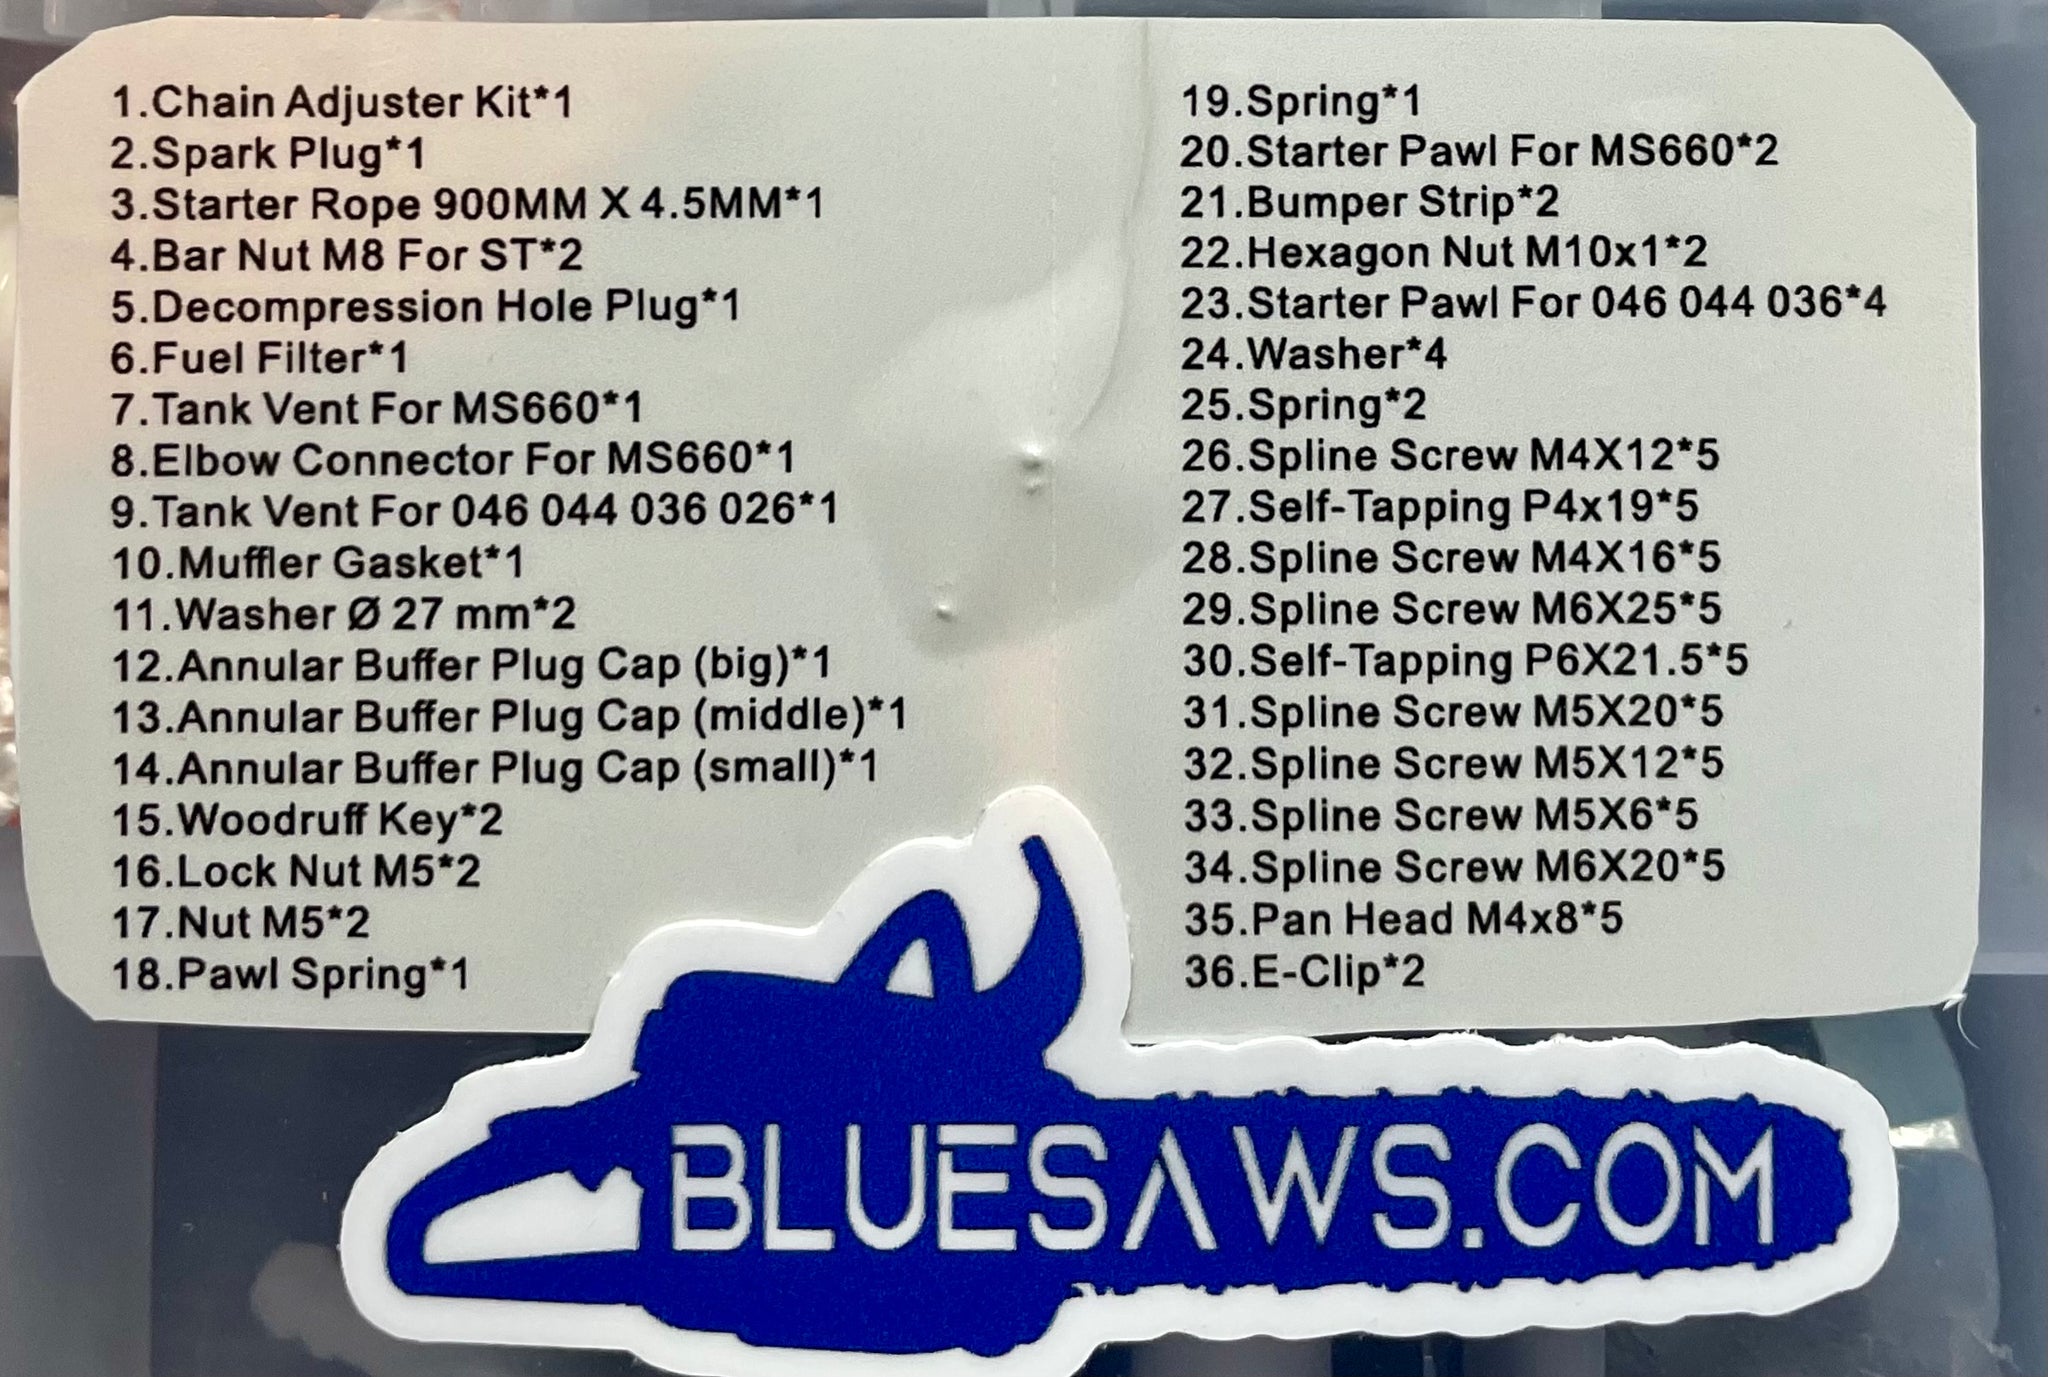 1.Chain Adjuster Kit*1
2.Spark Plug*1
3.Starter Rope 900MM X 4.5MM*1
4.Bar Nut M8 For ST*2
5.Decompression Hole Plug*1
6.Fuel Filter*1
7.Tank Vent For MS660*1
8.Elbow Connector For MS660*1
9.Tank Vent For 046 044 036 026*1
10.Muffler Gasket*1
11.Washer Ø 27 mm*2
12.Annular Buffer Plug Cap (big)*1
13.Annular Buffer Plug Cap (middle)*1
14.Annular Buffer Plug Cap (small)*1
15.Woodruff Key*2
16.Lock Nut M5*2
17.Nut M5*2
18.Pawl Spring*1
19.Spring*1
20.Starter Pawl For MS660*2
21.Bumper Strip*2
22.Hexagon Nut M10x1*2
23.Starter Pawl For 046 044 036*4
24.Washer*4
25.Spring*2
26.Spline Screw M4X12*5
27.Self-Tapping P4x19*5
28.Spline Screw M4X16*5
29.Spline Screw M6X25*5
30.Self-Tapping P6X21.5*5
31.Spline Screw M5X20*5
32.Spline Screw M5X12*5
33.Spline Screw M5X6*5
34.Spline Screw M6X20*5
35.Pan Head M4x8*5
36.E-Clip*2
BLUESAWS.COM